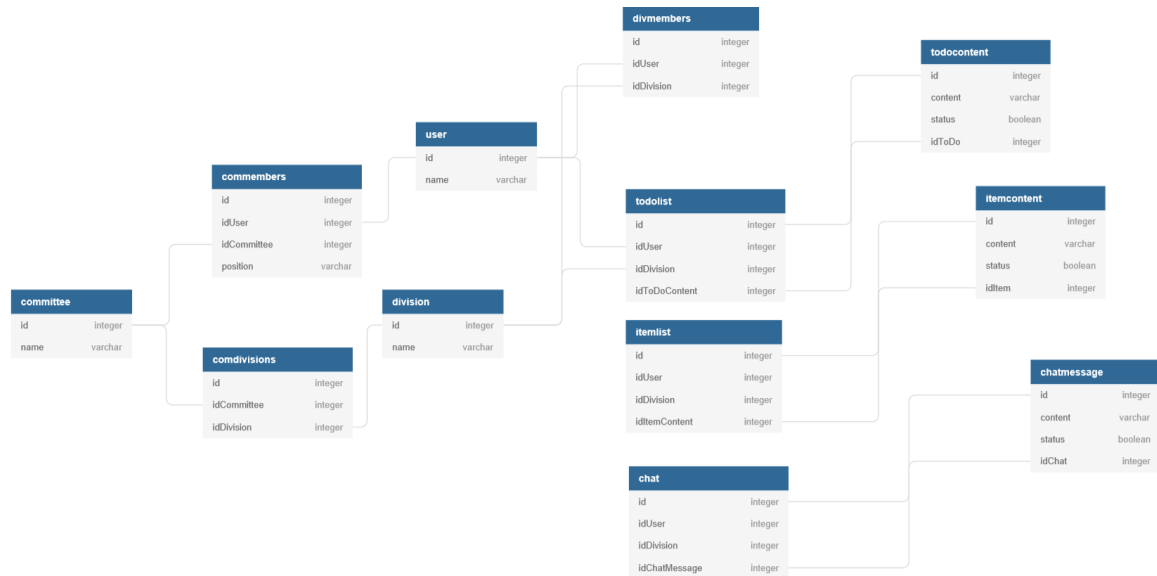 divmembers
id integer
idUser integer
idDivision integer
todocontent
id integer
content varchar
status boolean
idToDo integer
user
id integer
name varchar
commembers
id integer
idUser integer
idCommittee integer
position varchar
todolist
id integer
idUser integer
idDivision integer
idToDoContent integer
itemcontent
id integer
content varchar
status boolean
idItem integer
committee
id integer
name varchar
division
id integer
name varchar
comdivisions
id integer
idCommittee integer
idDivision integer
itemlist
id integer
idUser integer
idDivision integer
idItemContent integer
chatmessage
id integer
content varchar
status boolean
idChat integer
chat
id integer
idUser integer
idDivision integer
idChatMessage integer